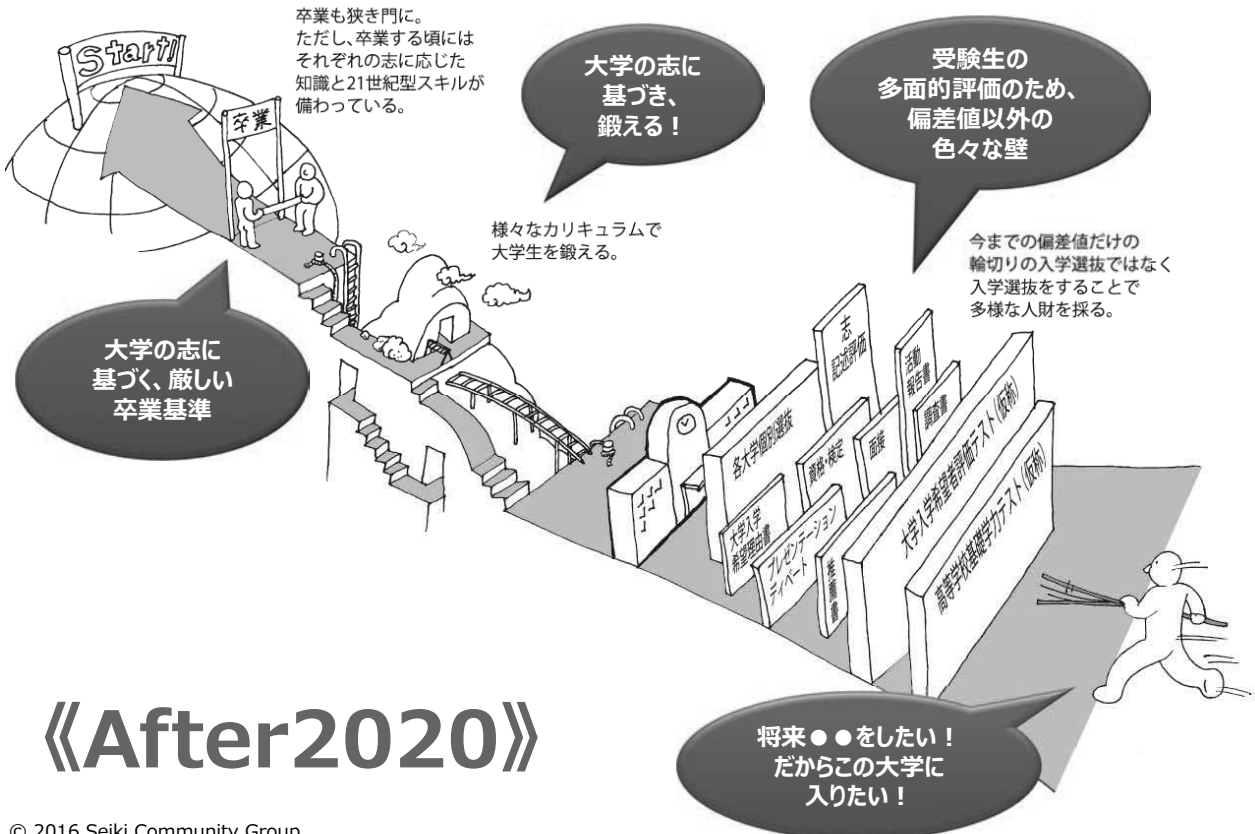 卒業も狭き門に。
ただし、卒業する頃には
それぞれの志に応じた
知識と21世紀型スキルが
備わっている。
Start!
卒業
大学の志に
基づき、
鍛える！
受験生の
多面的評価のため、
偏差値以外の
色々な壁
様々なカリキュラムで
大学生を鍛える。
今までの偏差値だけの
輪切りの入学選抜ではなく
入学選抜をすることで
多様な人財を採る。
大学の志に
基づく、厳しい
卒業基準
志
記述評価
活動
報告書
調査書
各大学個別選抜
資格・検定
面接
大学入学
希望理由書
プレゼンテーション
ディベート
推薦書
大学入学希望者評価テスト（仮称）
高等学校基礎学力テスト（仮称）
《After2020》
将来●●をしたい！
だからこの大学に
入りたい！
© 2016 Seiki Community Group